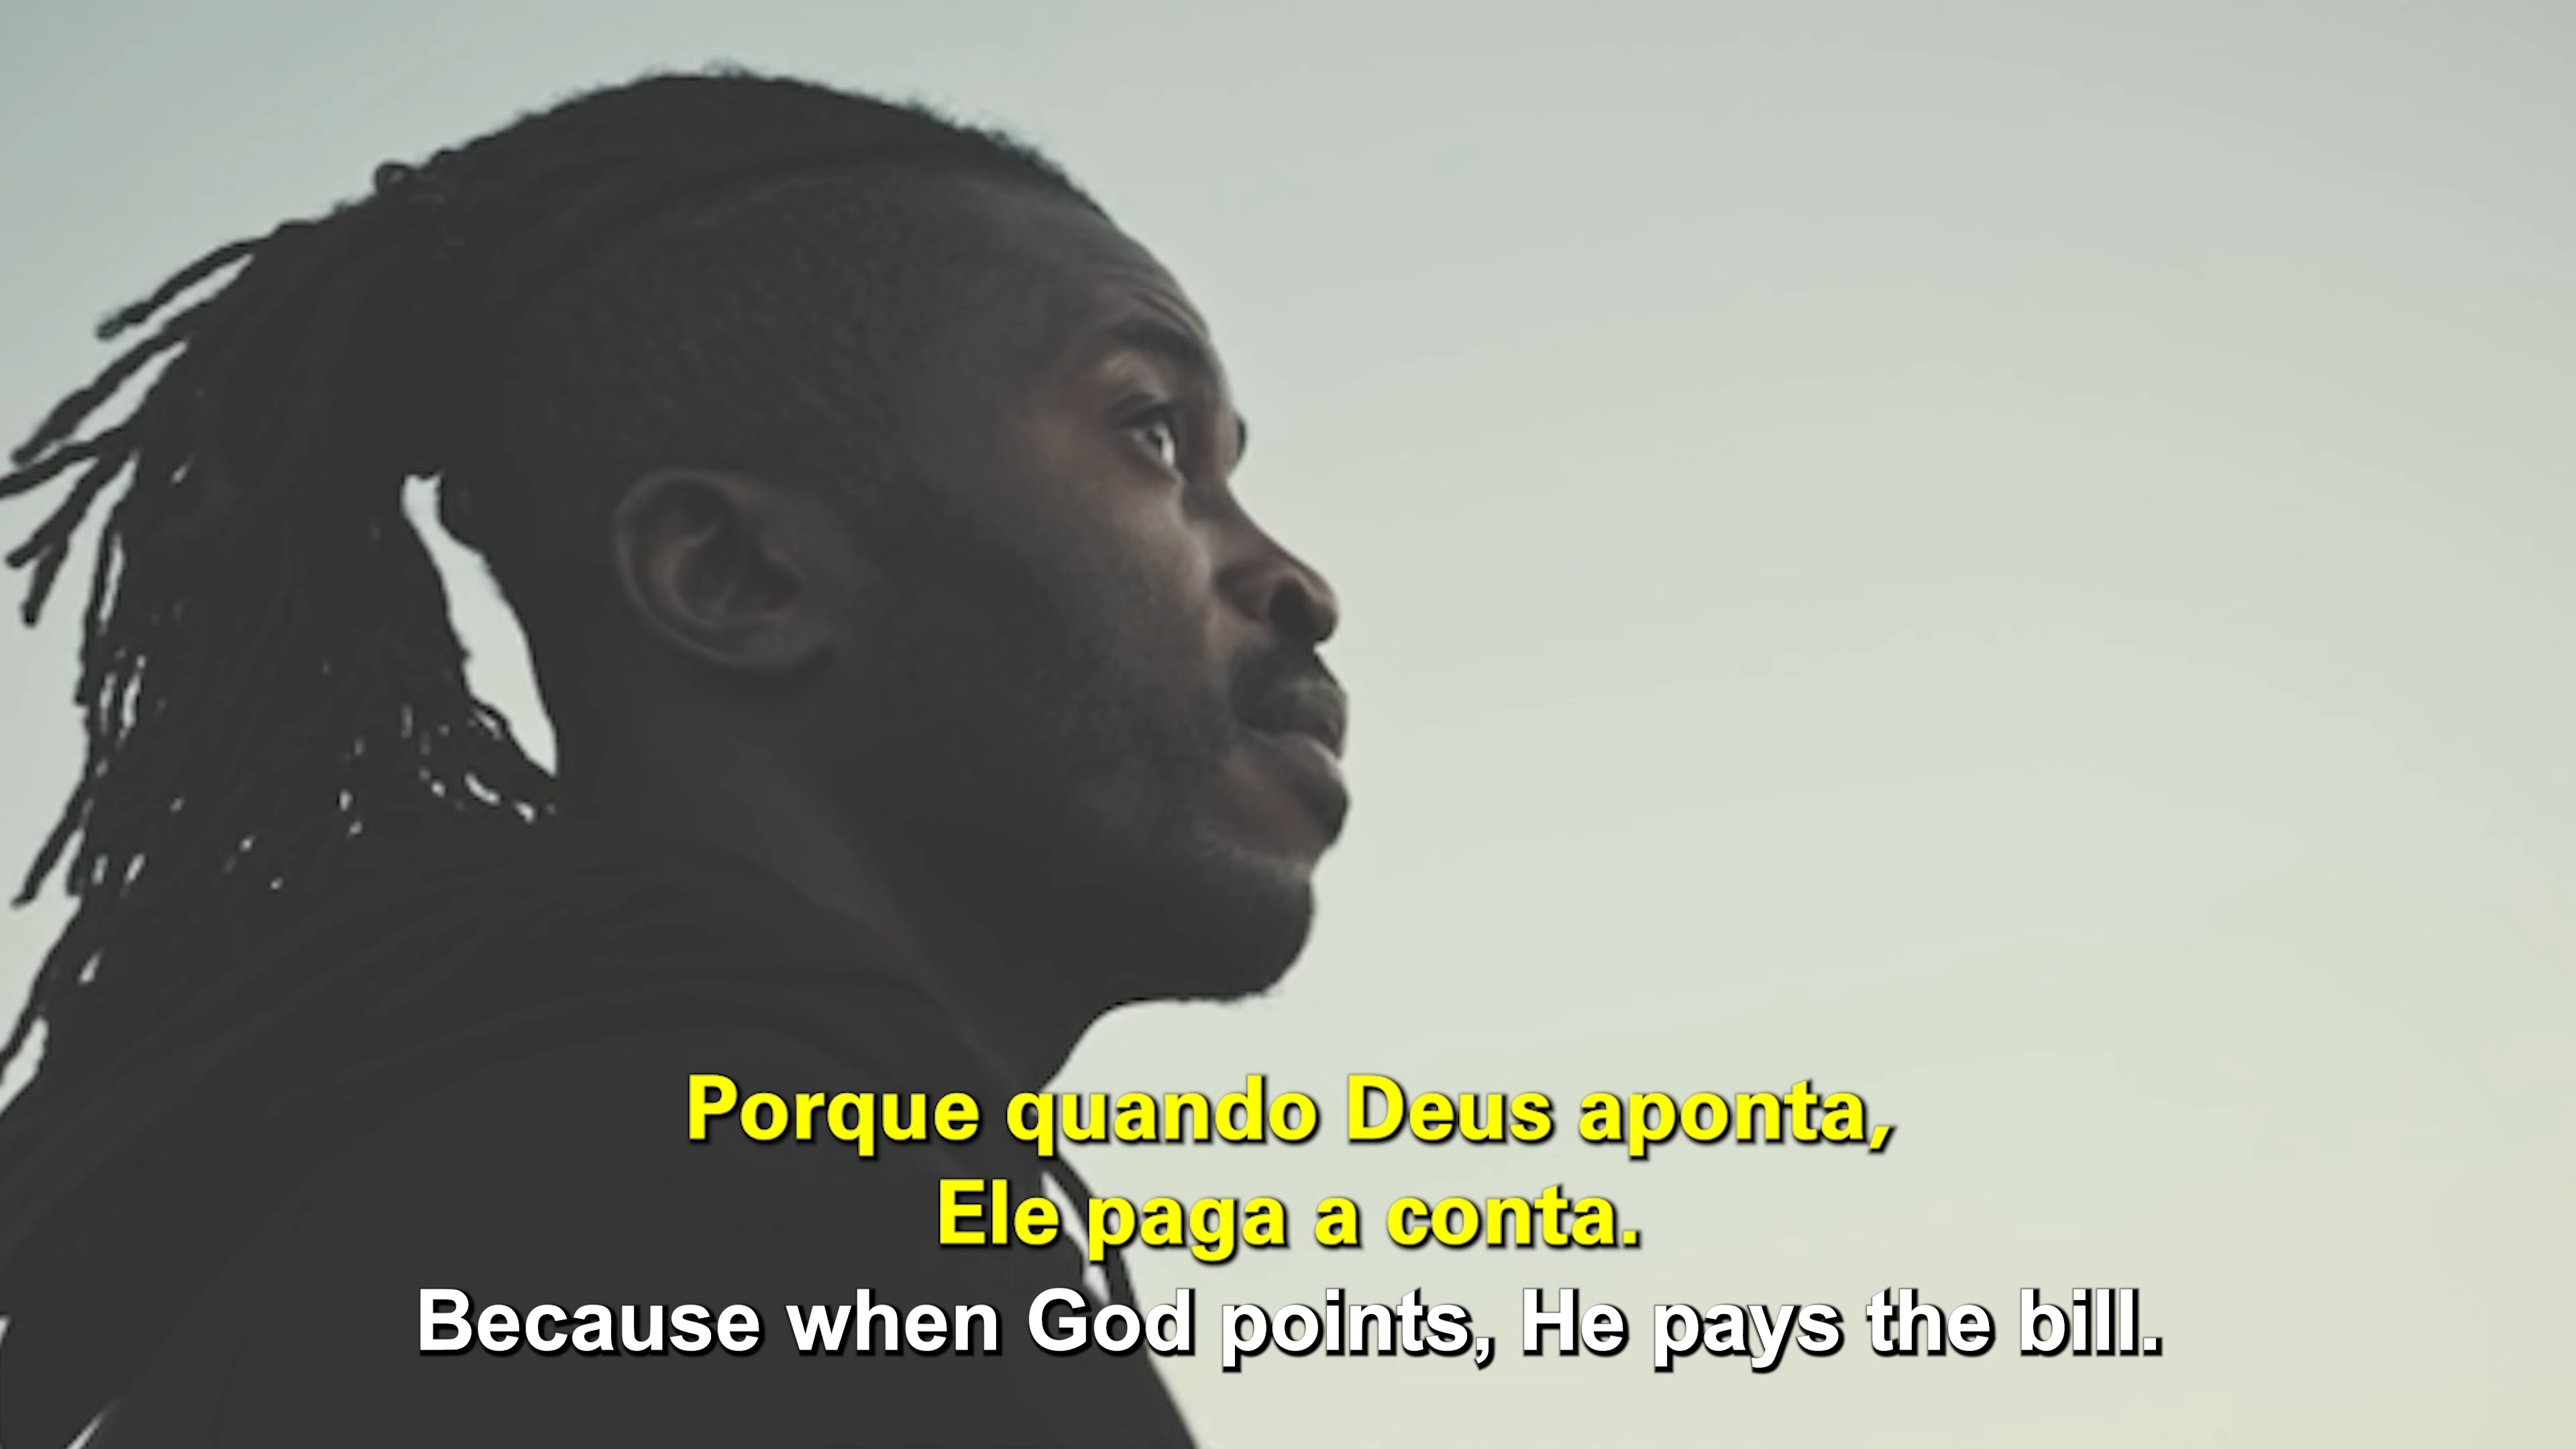 Porque quando Deus aponta,
Ele paga a conta.
Because when God points, He pays the bill.